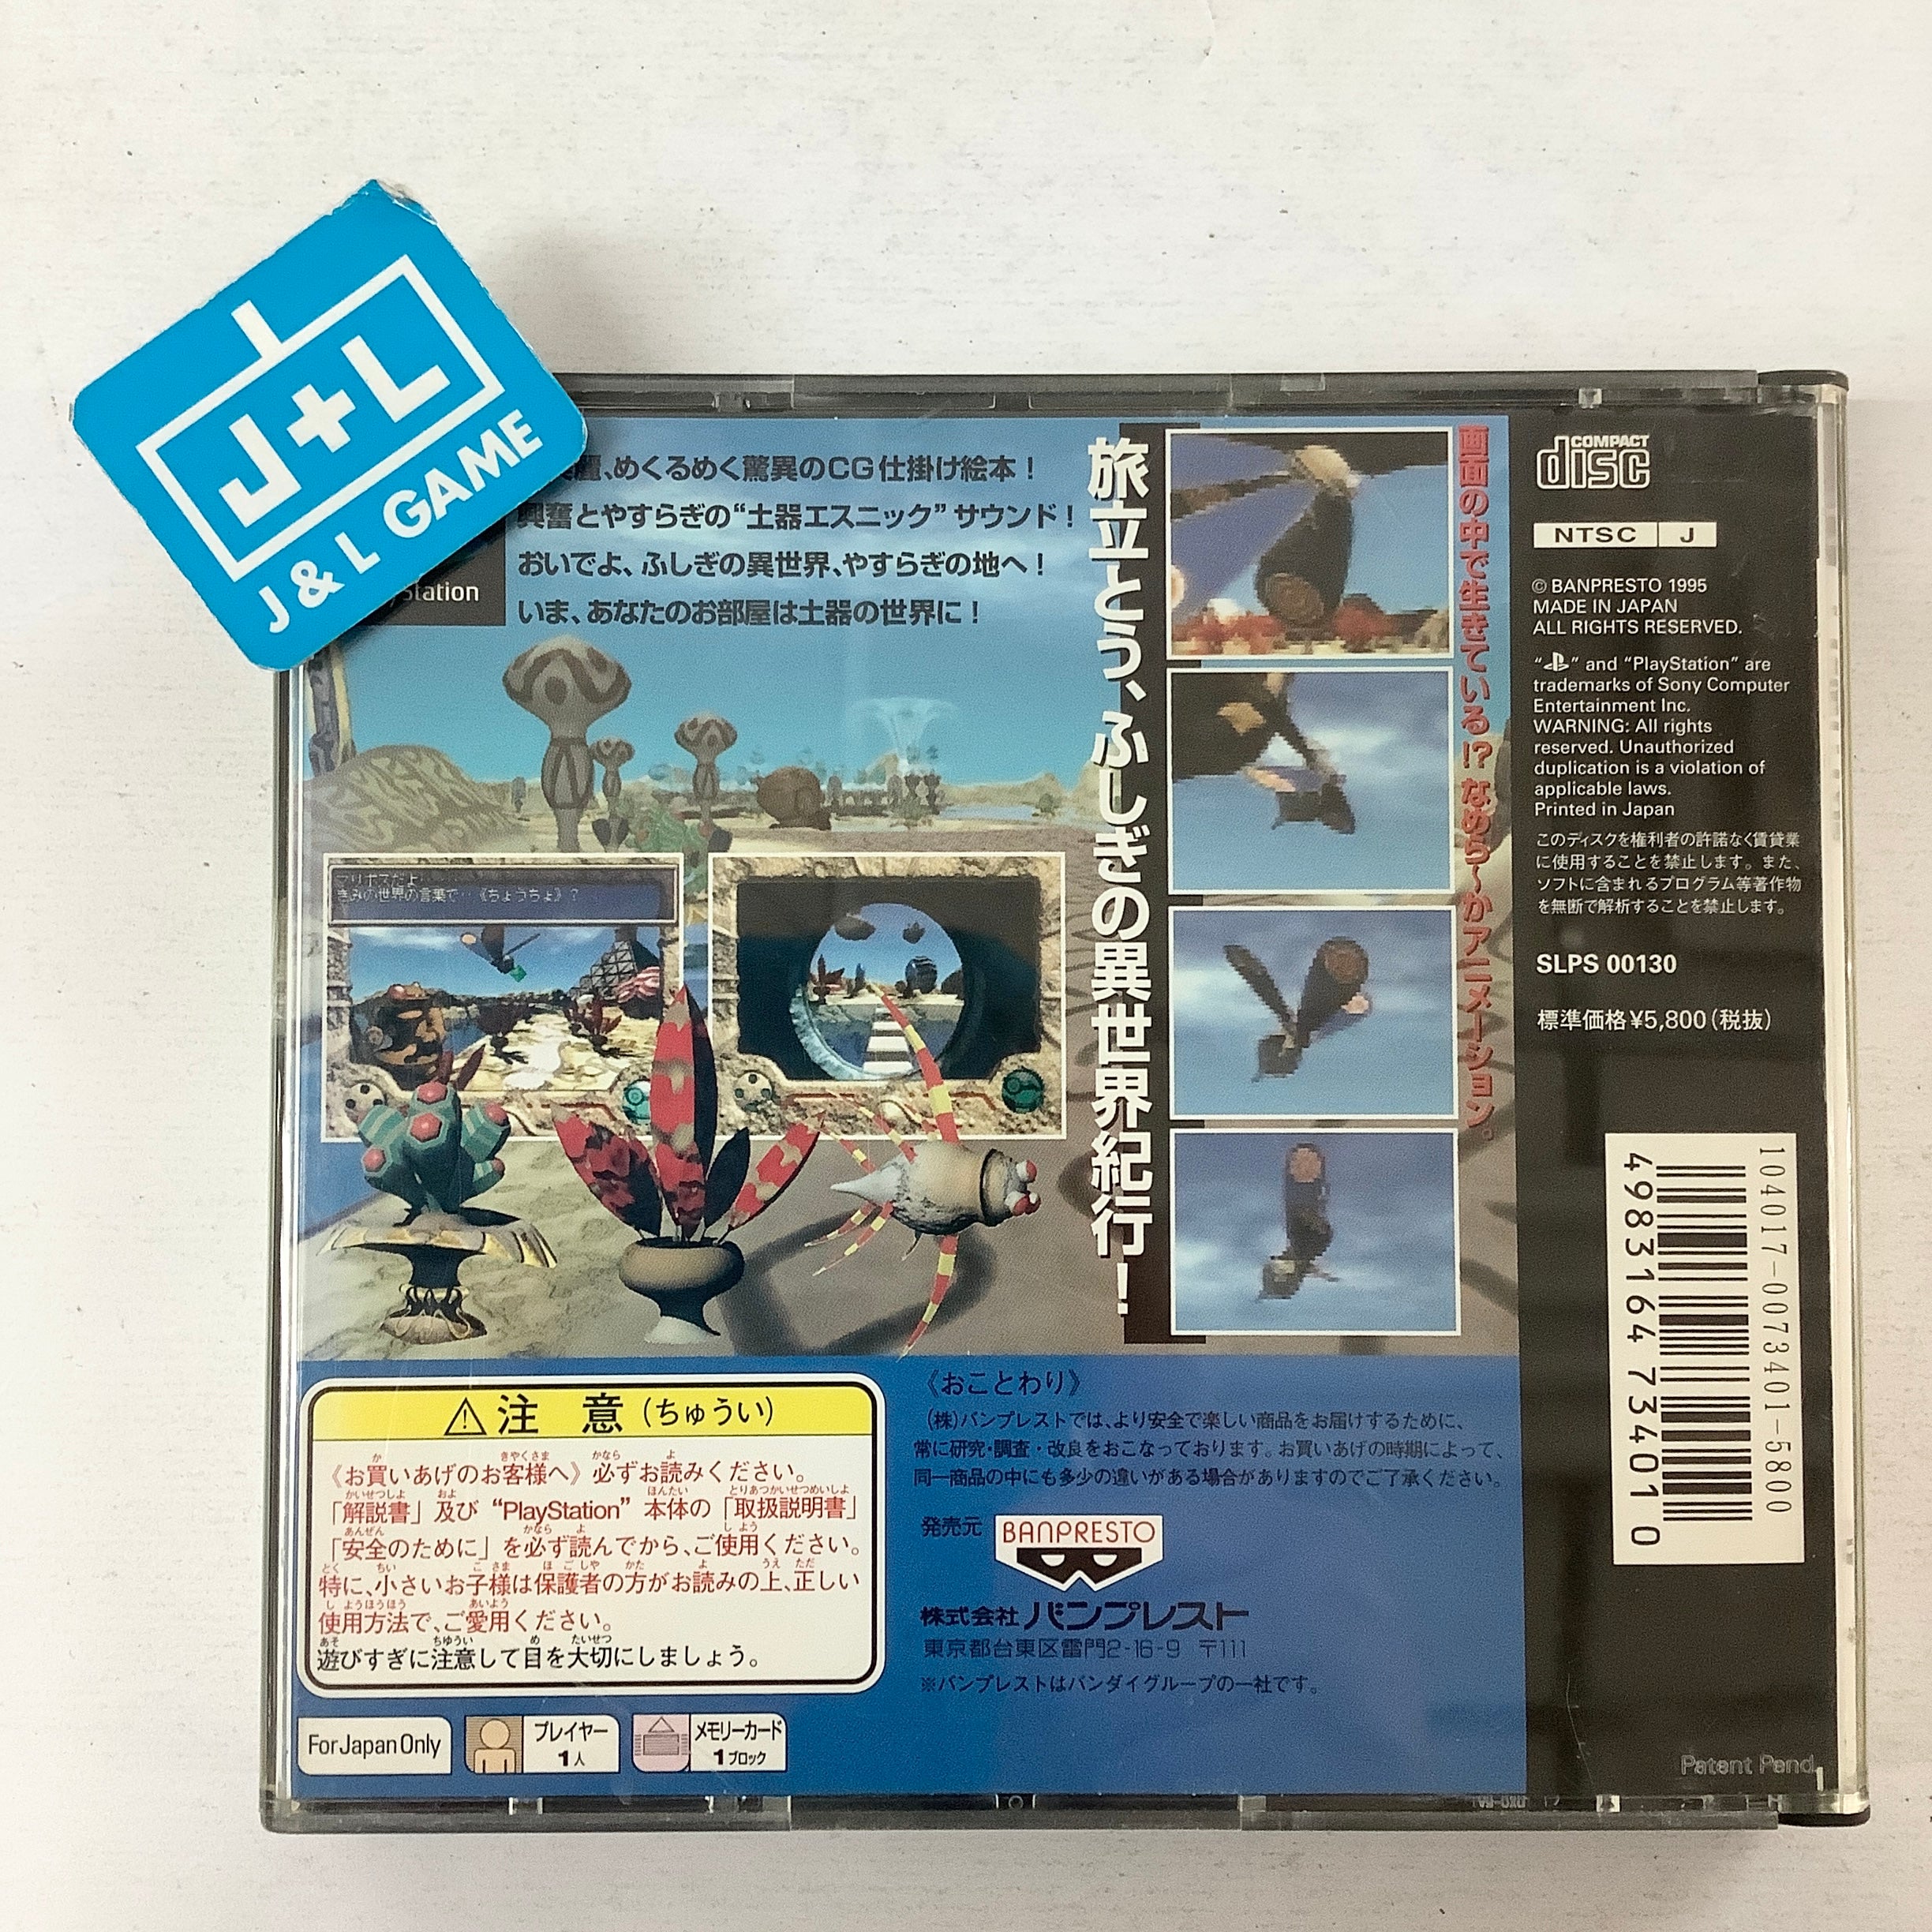 J+L
J & L GAME
麗、めくるめく驚異のCG仕掛け絵本!
興奮とやすらぎの“土器エスニック”サウンド!
おいでよ、ふしぎの異世界、やすらぎの地へ!
いま、あなたのお部屋は土器の世界に!
旅立とう、ふしぎの異世界紀行!
画面の中で生きている!?なめら〜かアニメーション。
マリポスだよ‥
きみの世界の言葉で‥《ちょうちょ》?
COMPACT
disc
NTSC J
© BANPRESTO 1995
MADE IN JAPAN
ALL RIGHTS RESERVED.
“ ” and “PlayStation” are
trademarks of Sony Computer
Entertainment Inc.
WARNING: All rights
reserved. Unauthorized
duplication is a violation of
applicable laws.
Printed in Japan
このディスクを権利者の許諾なく賃貸業
に使用することを禁止します。また、
ソフトに含まれるプログラム等著作物
を無断で解析することを禁止します。
SLPS 00130
標準価格¥5,800(税抜)
104017-0073401-5800
4983164 734010
⚠注 意(ちゅうい)
《お買いあげのお客様へ》必ずお読みください。
「解説書」及び“PlayStation”本体の「取扱説明書」
「安全のために」を必ず読んでから、ご使用ください。
特に、小さいお子様は保護者の方がお読みの上、正しい
使用方法で、ご愛用ください。
遊びすぎに注意して目を大切にしましょう。
《おことわり》
(株)バンプレストでは、より安全で楽しい商品をお届けするために、
常に研究・調査・改良をおこなっております。お買いあげの時期によって、
同一商品の中にも多少の違いがある場合がありますのでご了承ください。
発売元 BANPRESTO
株式会社バンプレスト
東京都台東区雷門2-16-9 〒111
※バンプレストはバンダイグループの一社です。
For Japan Only
プレイヤー
1人
メモリーカード
1ブロック
Patent Pend.